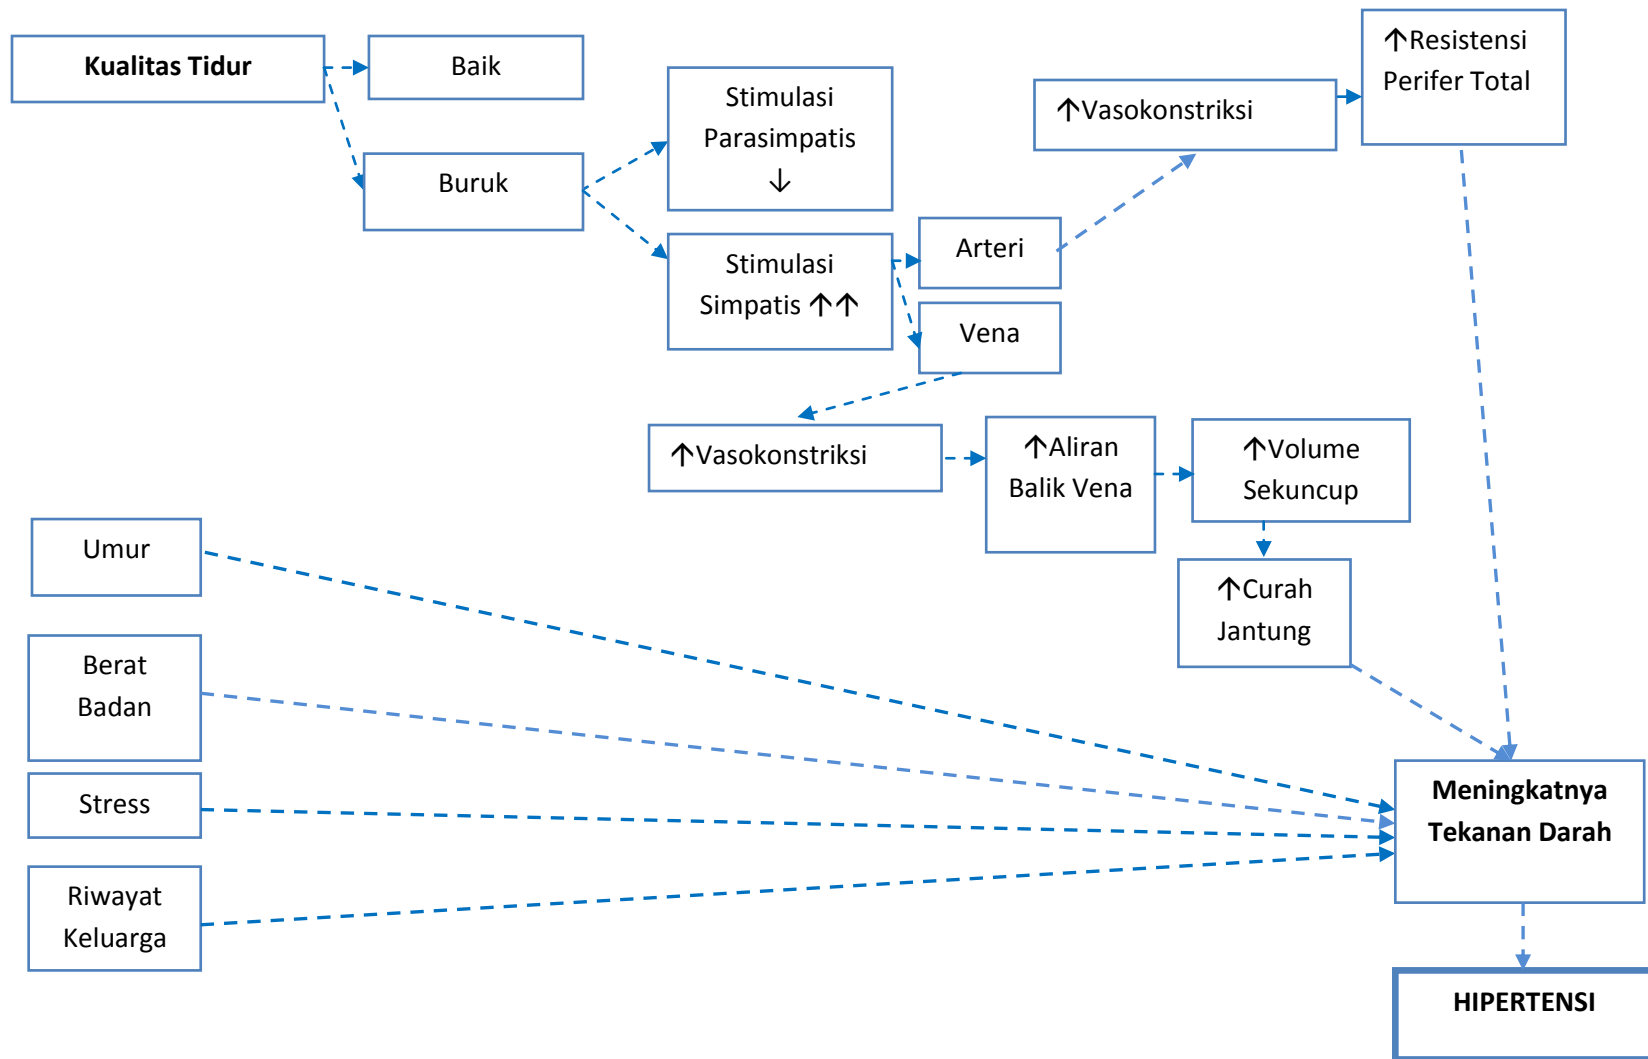 Kualitas Tidur
Baik
Buruk
Stimulasi
Parasimpatis
↓
Stimulasi
Simpatis ↑↑
Arteri
Vena
↑Vasokonstriksi
↑Resistensi
Perifer Total
↑Vasokonstriksi
↑Aliran
Balik Vena
↑Volume
Sekuncup
↑Curah
Jantung
Umur
Berat
Badan
Stress
Riwayat
Keluarga
Meningkatnya
Tekanan Darah
HIPERTENSI